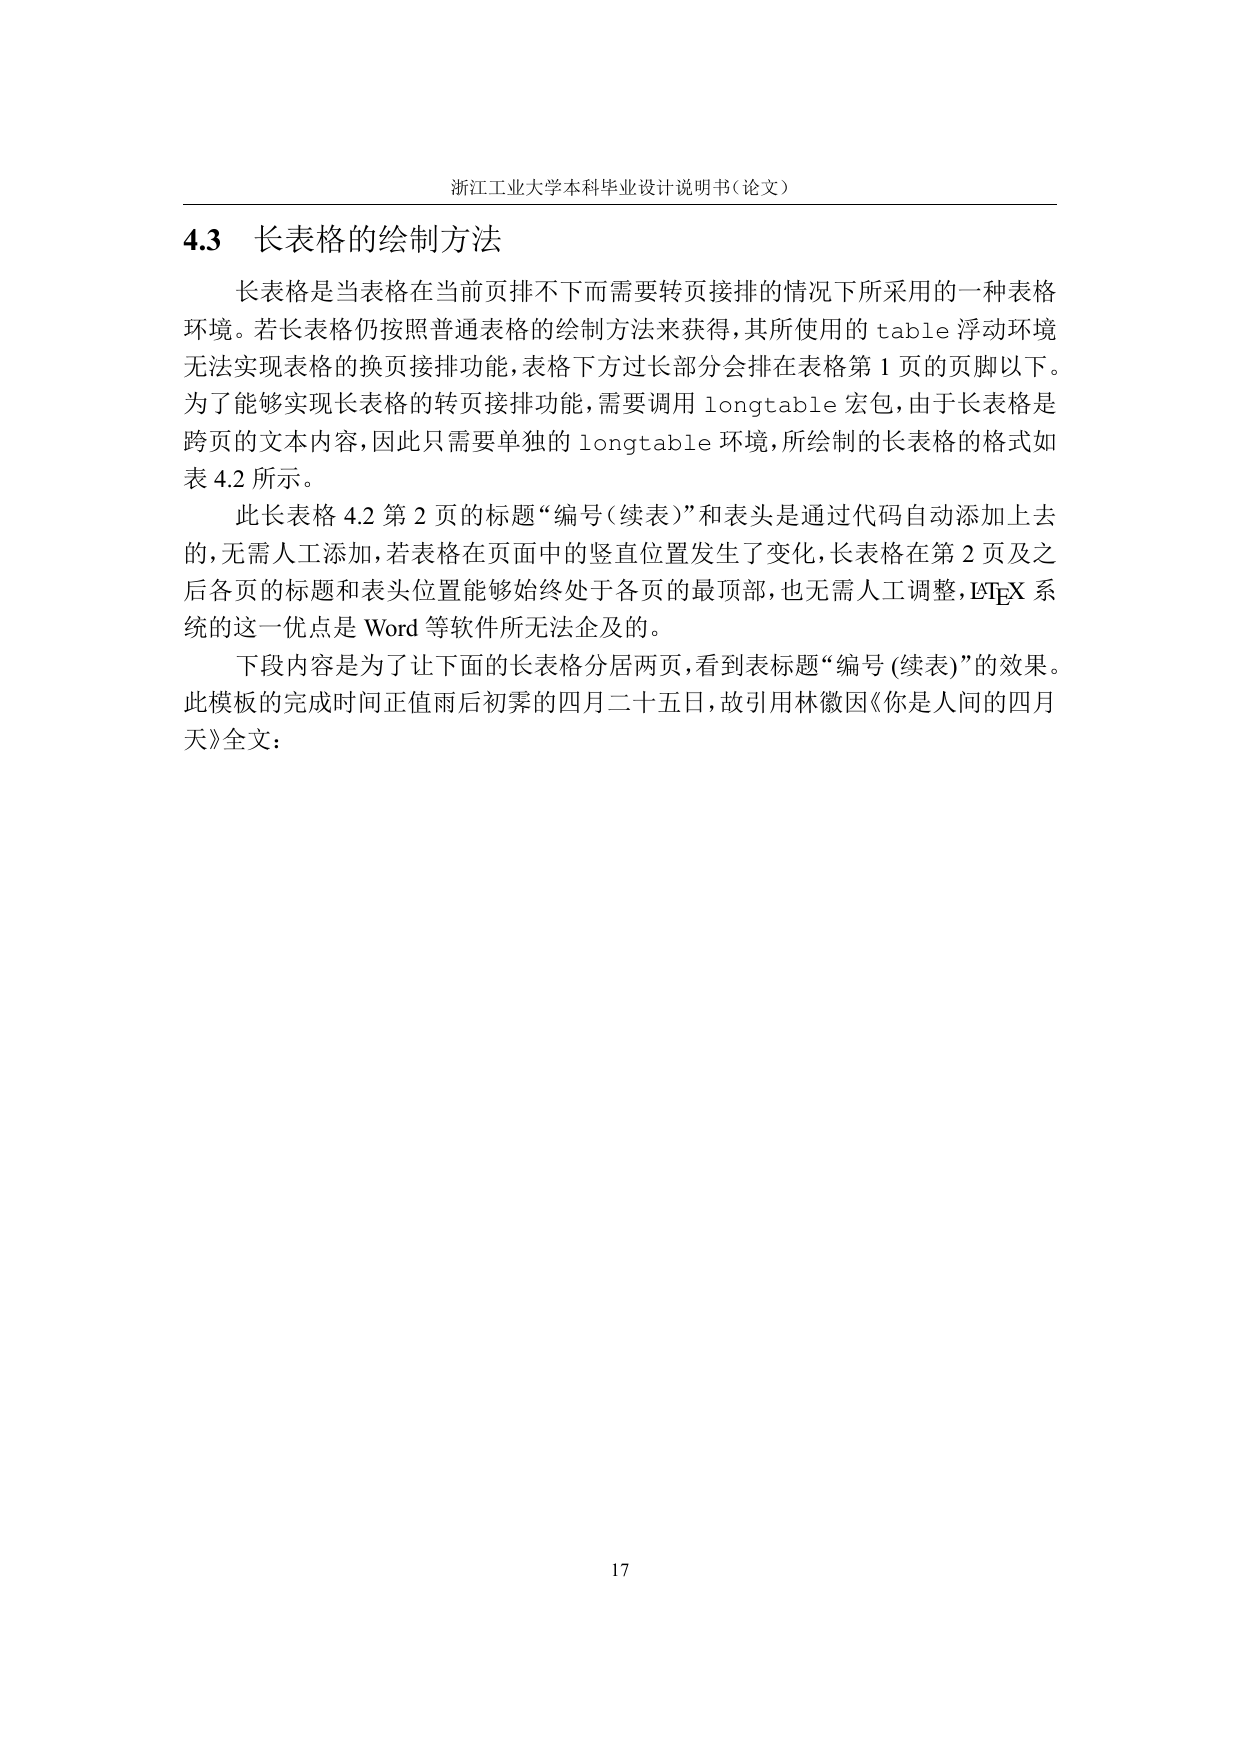 浙江工业大学本科毕业设计说明书（论文）
4.3 长表格的绘制方法
长表格是当表格在当前页排不下而需要转页接排的情况下所采用的一种表格
环境。若长表格仍按照普通表格的绘制方法来获得，其所使用的 table 浮动环境
无法实现表格的换页接排功能，表格下方过长部分会排在表格第 1 页的页脚以下。
为了能够实现长表格的转页接排功能，需要调用 longtable 宏包，由于长表格是
跨页的文本内容，因此只需要单独的 longtable 环境，所绘制的长表格的格式如
表 4.2 所示。
此长表格 4.2 第 2 页的标题“编号（续表）”和表头是通过代码自动添加上去
的，无需人工添加，若表格在页面中的竖直位置发生了变化，长表格在第 2 页及之
后各页的标题和表头位置能够始终处于各页的最顶部，也无需人工调整，LATEX 系
统的这一优点是 Word 等软件所无法企及的。
下段内容是为了让下面的长表格分居两页，看到表标题“编号 (续表)”的效果。
此模板的完成时间正值雨后初霁的四月二十五日，故引用林徽因《你是人间的四月
天》全文：
17